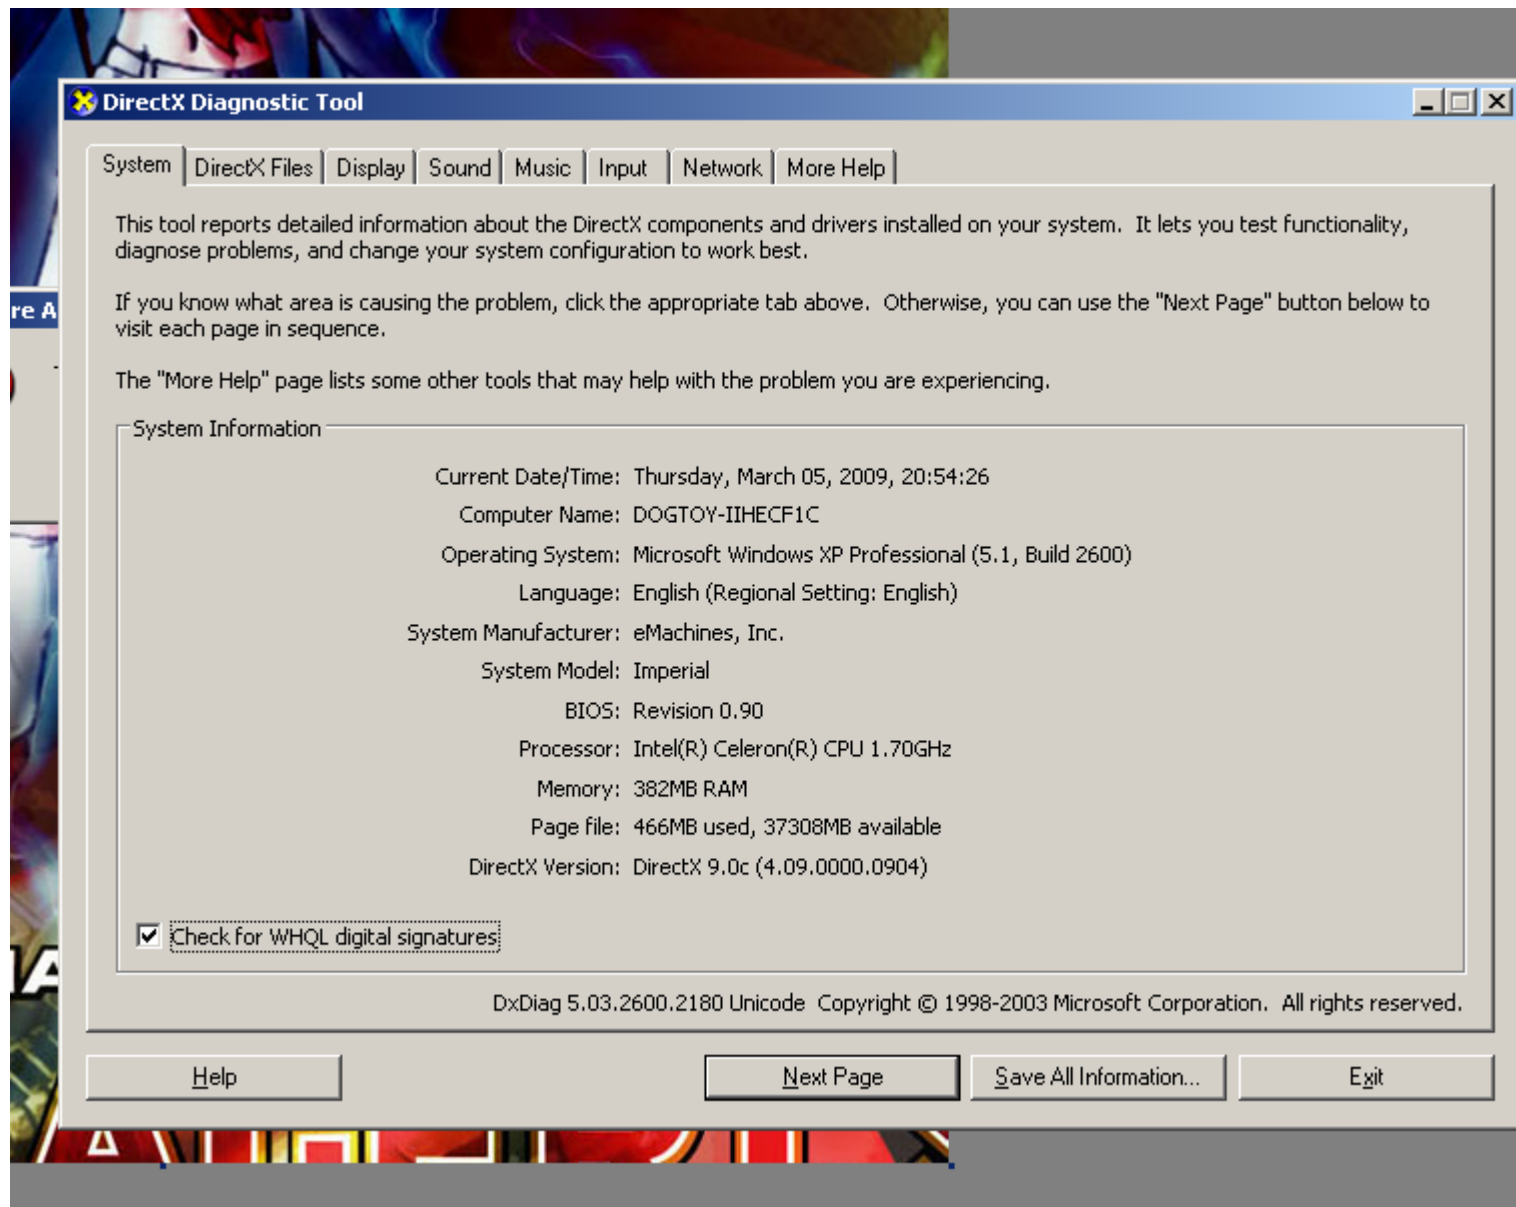 DirectX Diagnostic Tool
System DirectX Files Display Sound Music Input Network More Help
This tool reports detailed information about the DirectX components and drivers installed on your system.  It lets you test functionality,
diagnose problems, and change your system configuration to work best.
If you know what area is causing the problem, click the appropriate tab above.  Otherwise, you can use the "Next Page" button below to
visit each page in sequence.
re A
The "More Help" page lists some other tools that may help with the problem you are experiencing.
System Information
Current Date/Time: Thursday, March 05, 2009, 20:54:26
Computer Name: DOGTOY-IIHECF1C
Operating System: Microsoft Windows XP Professional (5.1, Build 2600)
Language: English (Regional Setting: English)
System Manufacturer: eMachines, Inc.
System Model: Imperial
BIOS: Revision 0.90
Processor: Intel(R) Celeron(R) CPU 1.70GHz
Memory: 382MB RAM
Page file: 466MB used, 37308MB available
DirectX Version: DirectX 9.0c (4.09.0000.0904)
Check for WHQL digital signatures
DxDiag 5.03.2600.2180 Unicode  Copyright © 1998-2003 Microsoft Corporation.  All rights reserved.
Help Next Page Save All Information... Exit